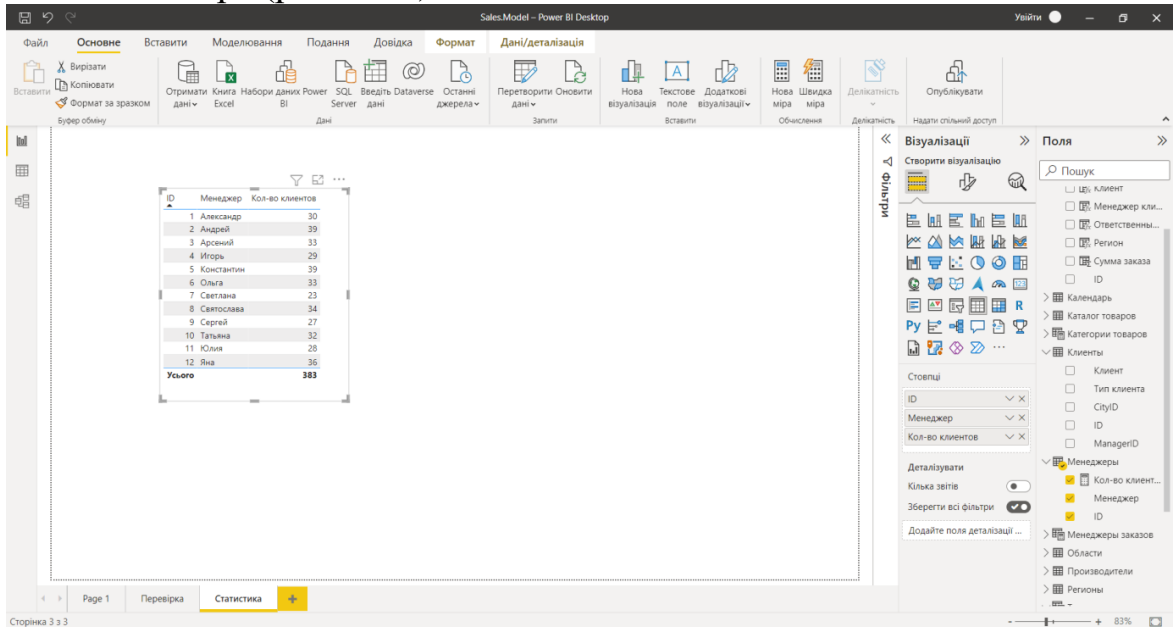 Sales.Model – Power BI Desktop
Увійти
Файл Основне Вставити Моделювання Подання Довідка Формат Дані/деталізація
Вставити
Вирізати
Копіювати
Формат за зразком
Буфер обміну
Отримати дані
Книга Excel
Набори даних Power BI
SQL Server
Введіть дані
Dataverse
Останні джерела
Дані
Перетворити дані
Оновити
Запити
Нова візуалізація
Текстове поле
Додаткові візуалізації
Вставити
Нова міра
Швидка міра
Обчислення
Делікатність
Делікатність
Опублікувати
Надати спільний доступ
ID Менеджер Кол-во клиентов
1 Александр 30
2 Андрей 39
3 Арсений 33
4 Игорь 29
5 Константин 39
6 Ольга 33
7 Светлана 23
8 Святослава 34
9 Сергей 27
10 Татьяна 32
11 Юлия 28
12 Яна 36
Усього 383
Фільтри
Візуалізації
Створити візуалізацію
R
Py
Стовпці
ID
Менеджер
Кол-во клиентов
Деталізувати
Кілька звітів
Зберегти всі фільтри
Додайте поля деталізації ...
Поля
Пошук
Клиент
Менеджер кли...
Ответственны...
Регион
Сумма заказа
ID
Календарь
Каталог товаров
Категории товаров
Клиенты
Клиент
Тип клиента
CityID
ID
ManagerID
Менеджеры
Кол-во клиент...
Менеджер
ID
Менеджеры заказов
Области
Производители
Регионы
Page 1 Перевірка Статистика
Сторінка 3 з 3
83%